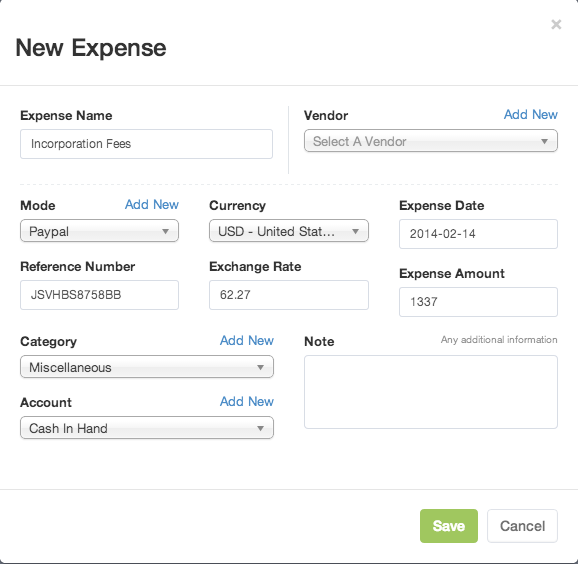 ×
New Expense
Expense Name
Incorporation Fees
Vendor Add New
Select A Vendor
Mode Add New
Paypal
Currency
USD - United Stat...
Expense Date
2014-02-14
Reference Number
JSVHBS8758BB
Exchange Rate
62.27
Expense Amount
1337
Category Add New
Miscellaneous
Account Add New
Cash In Hand
Note Any additional information
Save Cancel